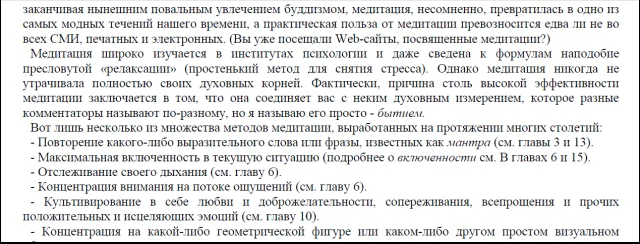 заканчивая нынешним повальным увлечением буддизмом, медитация, несомненно, превратилась в одно из
самых модных течений нашего времени, а практическая польза от медитации превозносится едва ли не во
всех СМИ, печатных и электронных. (Вы уже посещали Web-сайты, посвященные медитации?)
Медитация широко изучается в институтах психологии и даже сведена к формулам наподобие
пресловутой «релаксации» (простенький метод для снятия стресса). Однако медитация никогда не
утрачивала полностью своих духовных корней. Фактически, причина столь высокой эффективности
медитации заключается в том, что она соединяет вас с неким духовным измерением, которое разные
комментаторы называют по-разному, но я называю его просто - бытием.
Вот лишь несколько из множества методов медитации, выработанных на протяжении многих столетий:
- Повторение какого-либо выразительного слова или фразы, известных как мантра (см. главы 3 и 13).
- Максимальная включенность в текущую ситуацию (подробнее о включенности см. В главах 6 и 15).
- Отслеживание своего дыхания (см. главу 6).
- Концентрация внимания на потоке ощущений (см. главу 6).
- Культивирование в себе любви и доброжелательности, сопереживания, всепрощения и прочих
положительных и исцеляющих эмоций (см. главу 10).
- Концентрация на какой-либо геометрической фигуре или каком-либо другом простом визуальном